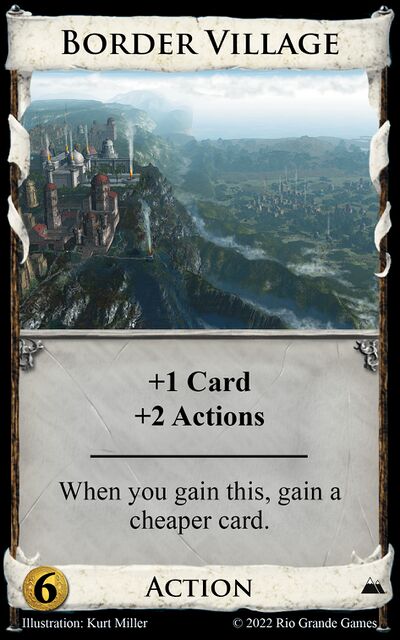 BORDER VILLAGE
+1 Card
+2 Actions
When you gain this, gain a
cheaper card.
6
ACTION
Illustration: Kurt Miller
© 2022 Rio Grande Games